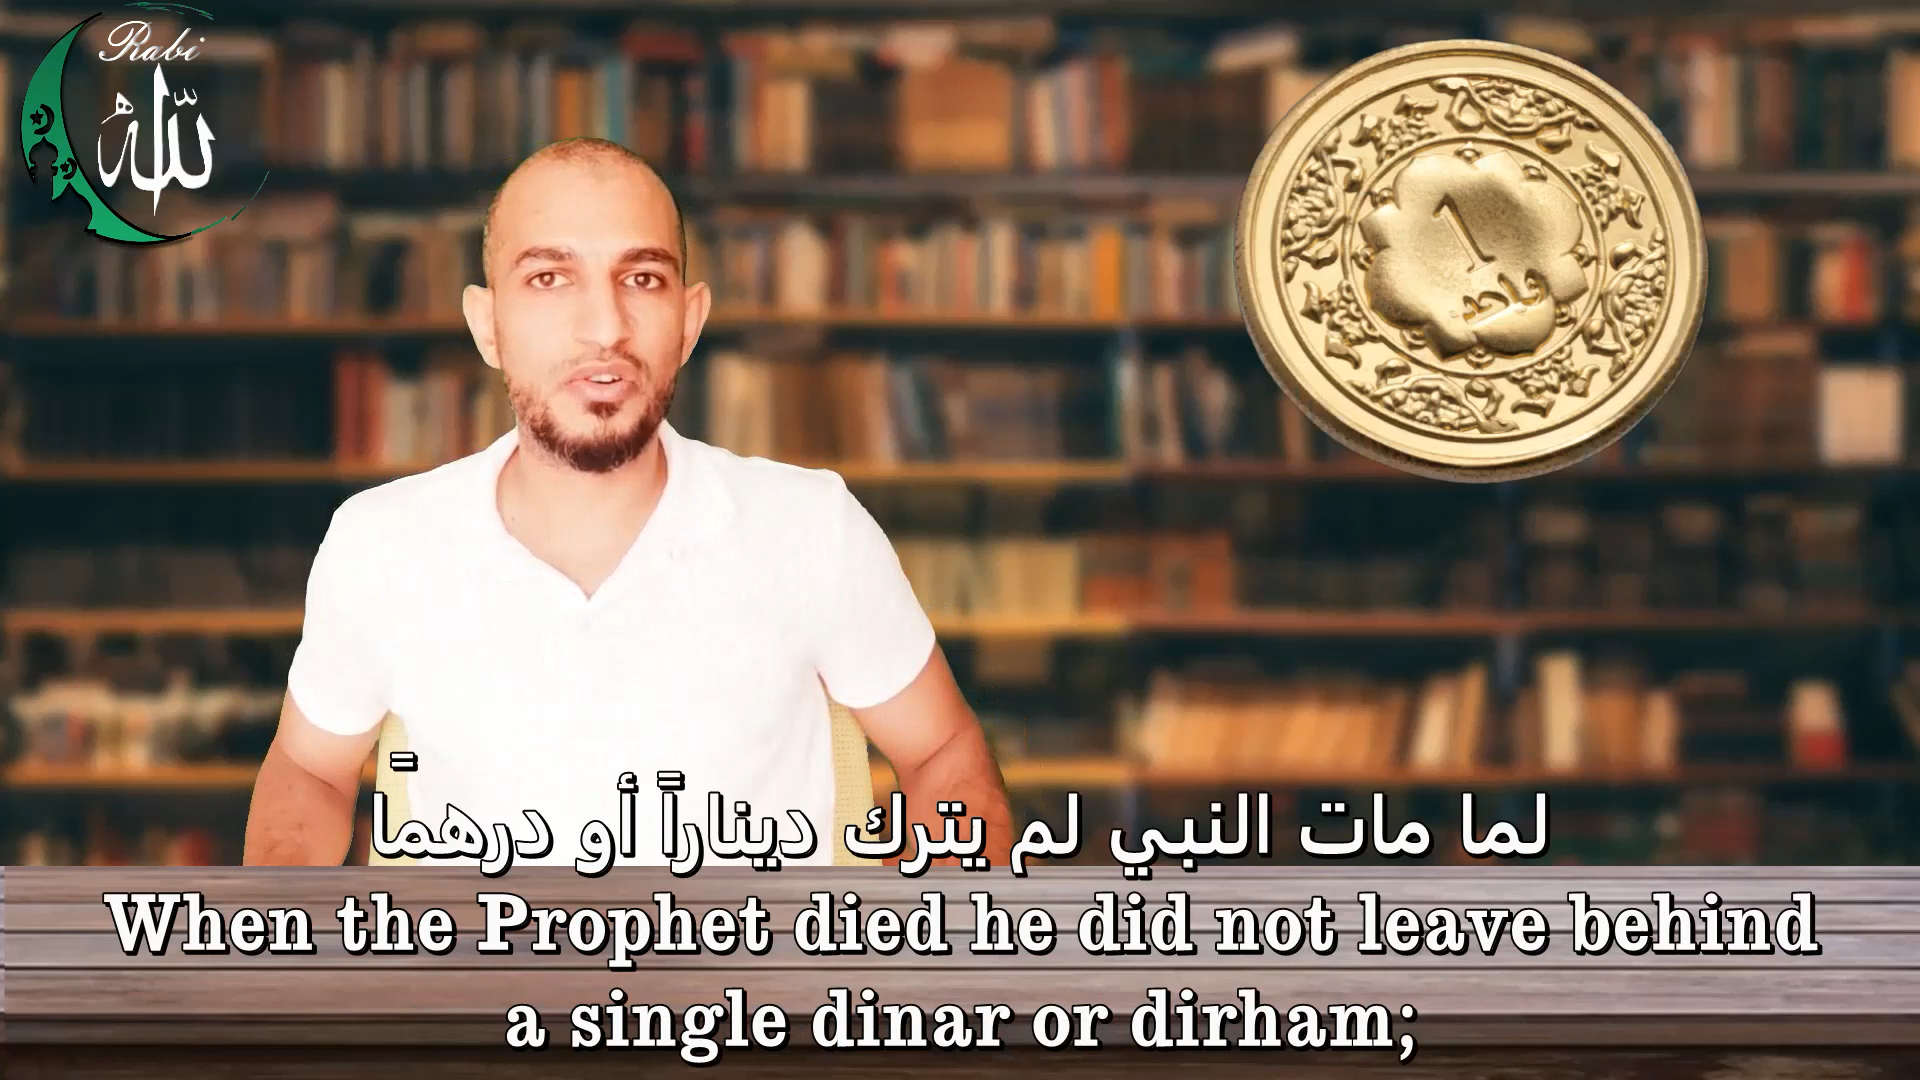 Rabi
الله
1
واحد
لما مات النبي لم يترك ديناراً أو درهماً
When the Prophet died he did not leave behind
a single dinar or dirham;